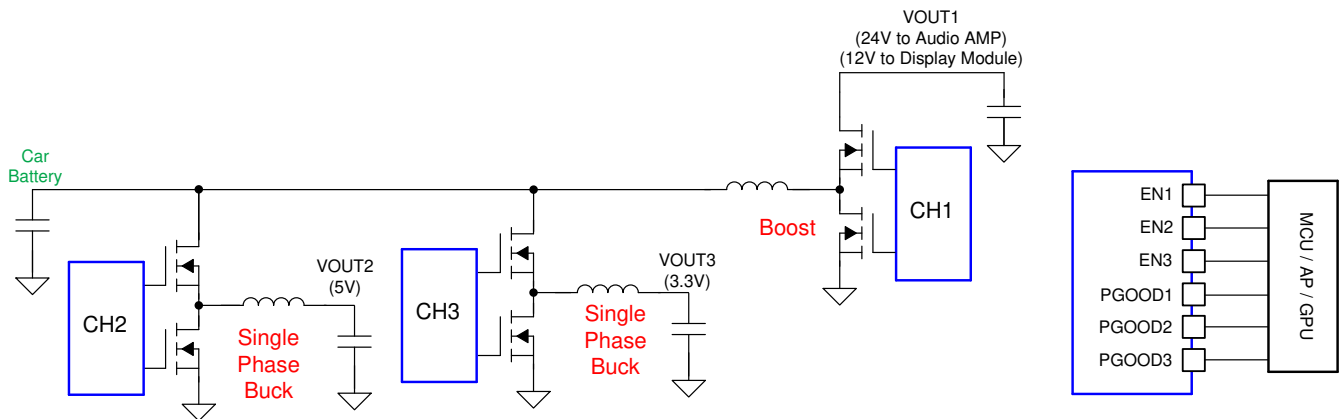 VOUT1
(24V to Audio AMP)
(12V to Display Module)
Car
Battery
CH1
Boost
VOUT2
(5V)
CH2
Single
Phase
Buck
VOUT3
(3.3V)
CH3
Single
Phase
Buck
EN1
EN2
EN3
PGOOD1
PGOOD2
PGOOD3
MCU / AP / GPU